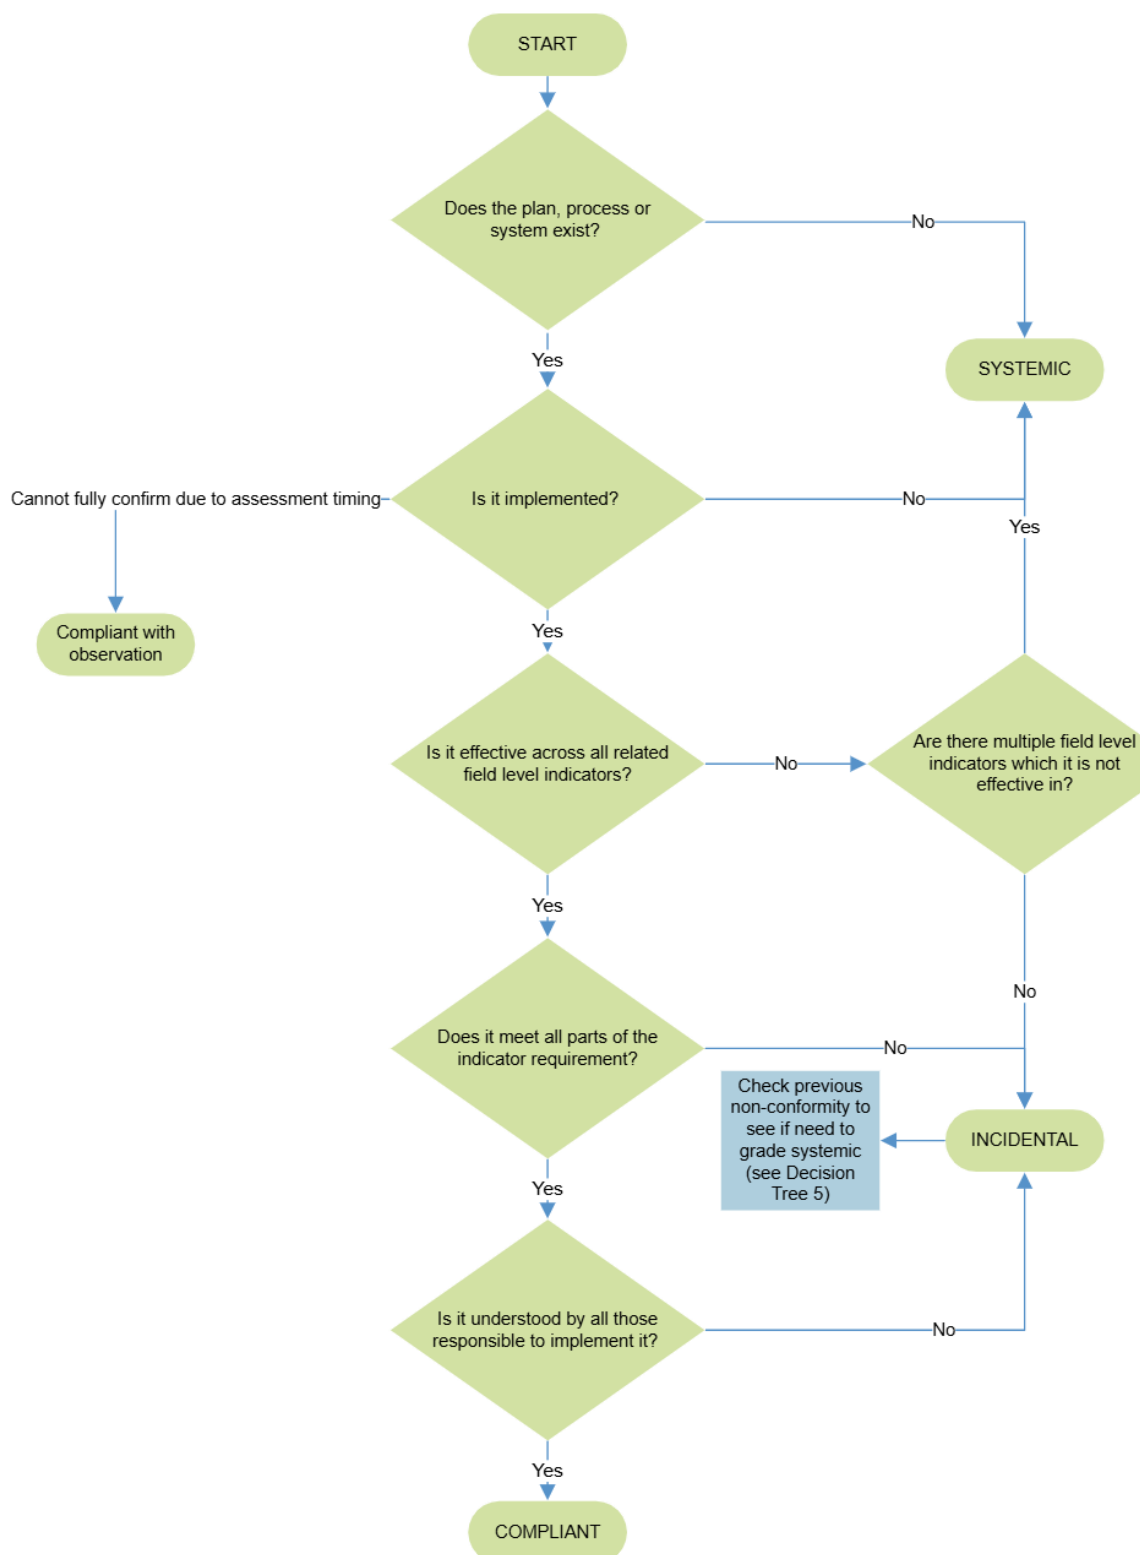 START
Does the plan, process or
system exist?
No
Yes
SYSTEMIC
Cannot fully confirm due to assessment timing
Is it implemented?
No
Yes
Compliant with
observation
Yes
Is it effective across all related
field level indicators?
No
Are there multiple field level
indicators which it is not
effective in?
Yes
No
Does it meet all parts of the
indicator requirement?
No
Check previous
non-conformity to
see if need to
grade systemic
(see Decision
Tree 5)
INCIDENTAL
Yes
Is it understood by all those
responsible to implement it?
No
Yes
COMPLIANT